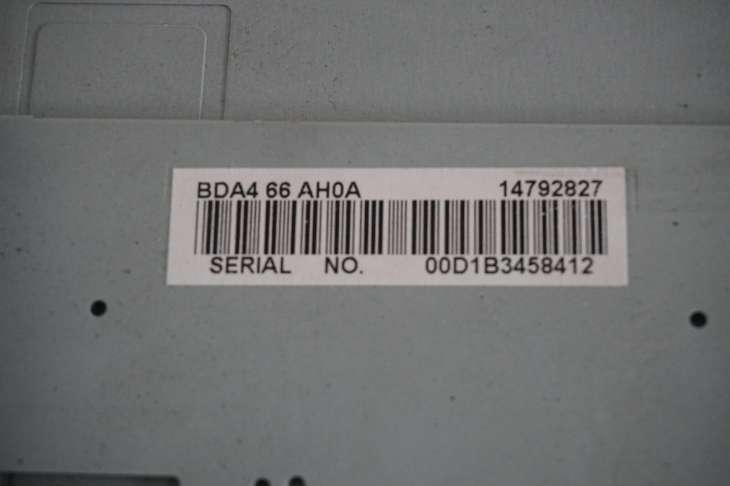 BDA4 66 AH0A 14792827
SERIAL NO. 00D1B3458412